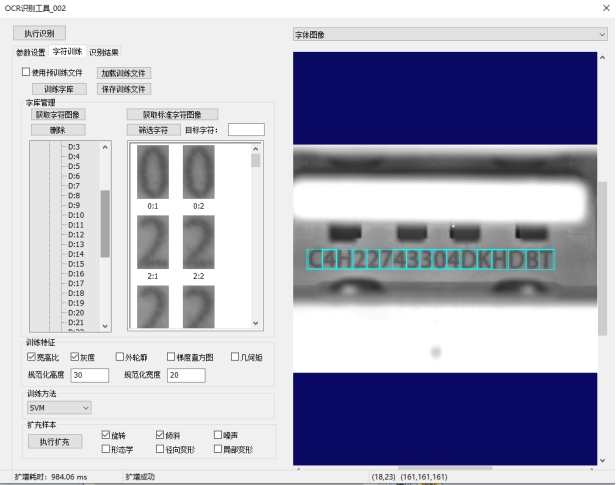 OCR识别工具_002
执行识别
字体图像
参数设置 字符训练 识别结果
使用预训练文件 加载训练文件
训练字库 保存训练文件
字库管理
获取字符图像 获取标准字符图像
删除 筛选字符 目标字符：
D:3
D:4
D:5
D:6
D:7
D:8
D:9
D:10
D:11
D:12
D:13
D:14
D:15
D:16
D:17
D:18
D:19
D:20
D:21
0 0
0:1 0:2
2 2
2:1 2:2
2 2
C4H22743304DKHDBT
训练特征
宽高比 灰度 外轮廓 梯度直方图 几何矩
规范化高度 30 规范化宽度 20
训练方法
SVM
扩充样本
执行扩充 旋转 倾斜 噪声
形态学 径向变形 局部变形
扩增耗时：984.06 ms 扩增成功 (18,23) (161,161,161)